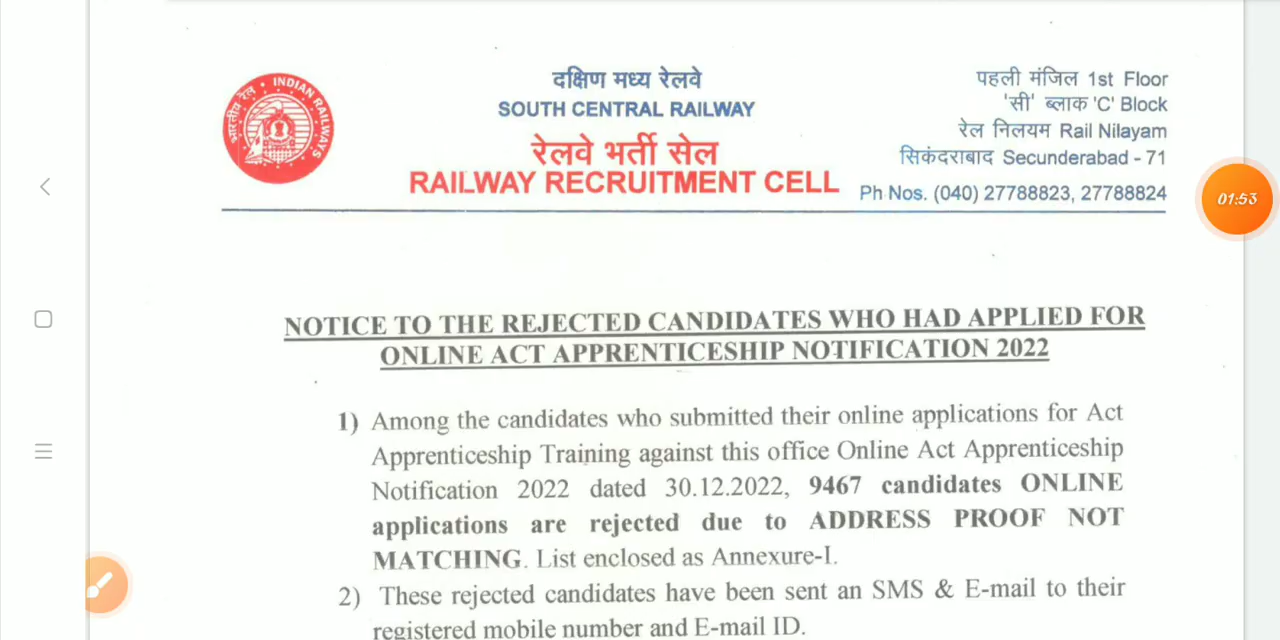 भारतीय रेल • INDIAN RAILWAYS
दक्षिण मध्य रेलवे
SOUTH CENTRAL RAILWAY
रेलवे भर्ती सेल
RAILWAY RECRUITMENT CELL
पहली मंजिल 1st Floor
'सी' ब्लाक 'C' Block
रेल निलयम Rail Nilayam
सिकंदराबाद Secunderabad - 71
Ph Nos. (040) 27788823, 27788824
01:53
NOTICE TO THE REJECTED CANDIDATES WHO HAD APPLIED FOR
ONLINE ACT APPRENTICESHIP NOTIFICATION 2022
1) Among the candidates who submitted their online applications for Act
Apprenticeship Training against this office Online Act Apprenticeship
Notification 2022 dated 30.12.2022, 9467 candidates ONLINE
applications are rejected due to ADDRESS PROOF NOT
MATCHING. List enclosed as Annexure-I.
2) These rejected candidates have been sent an SMS & E-mail to their
registered mobile number and E-mail ID.